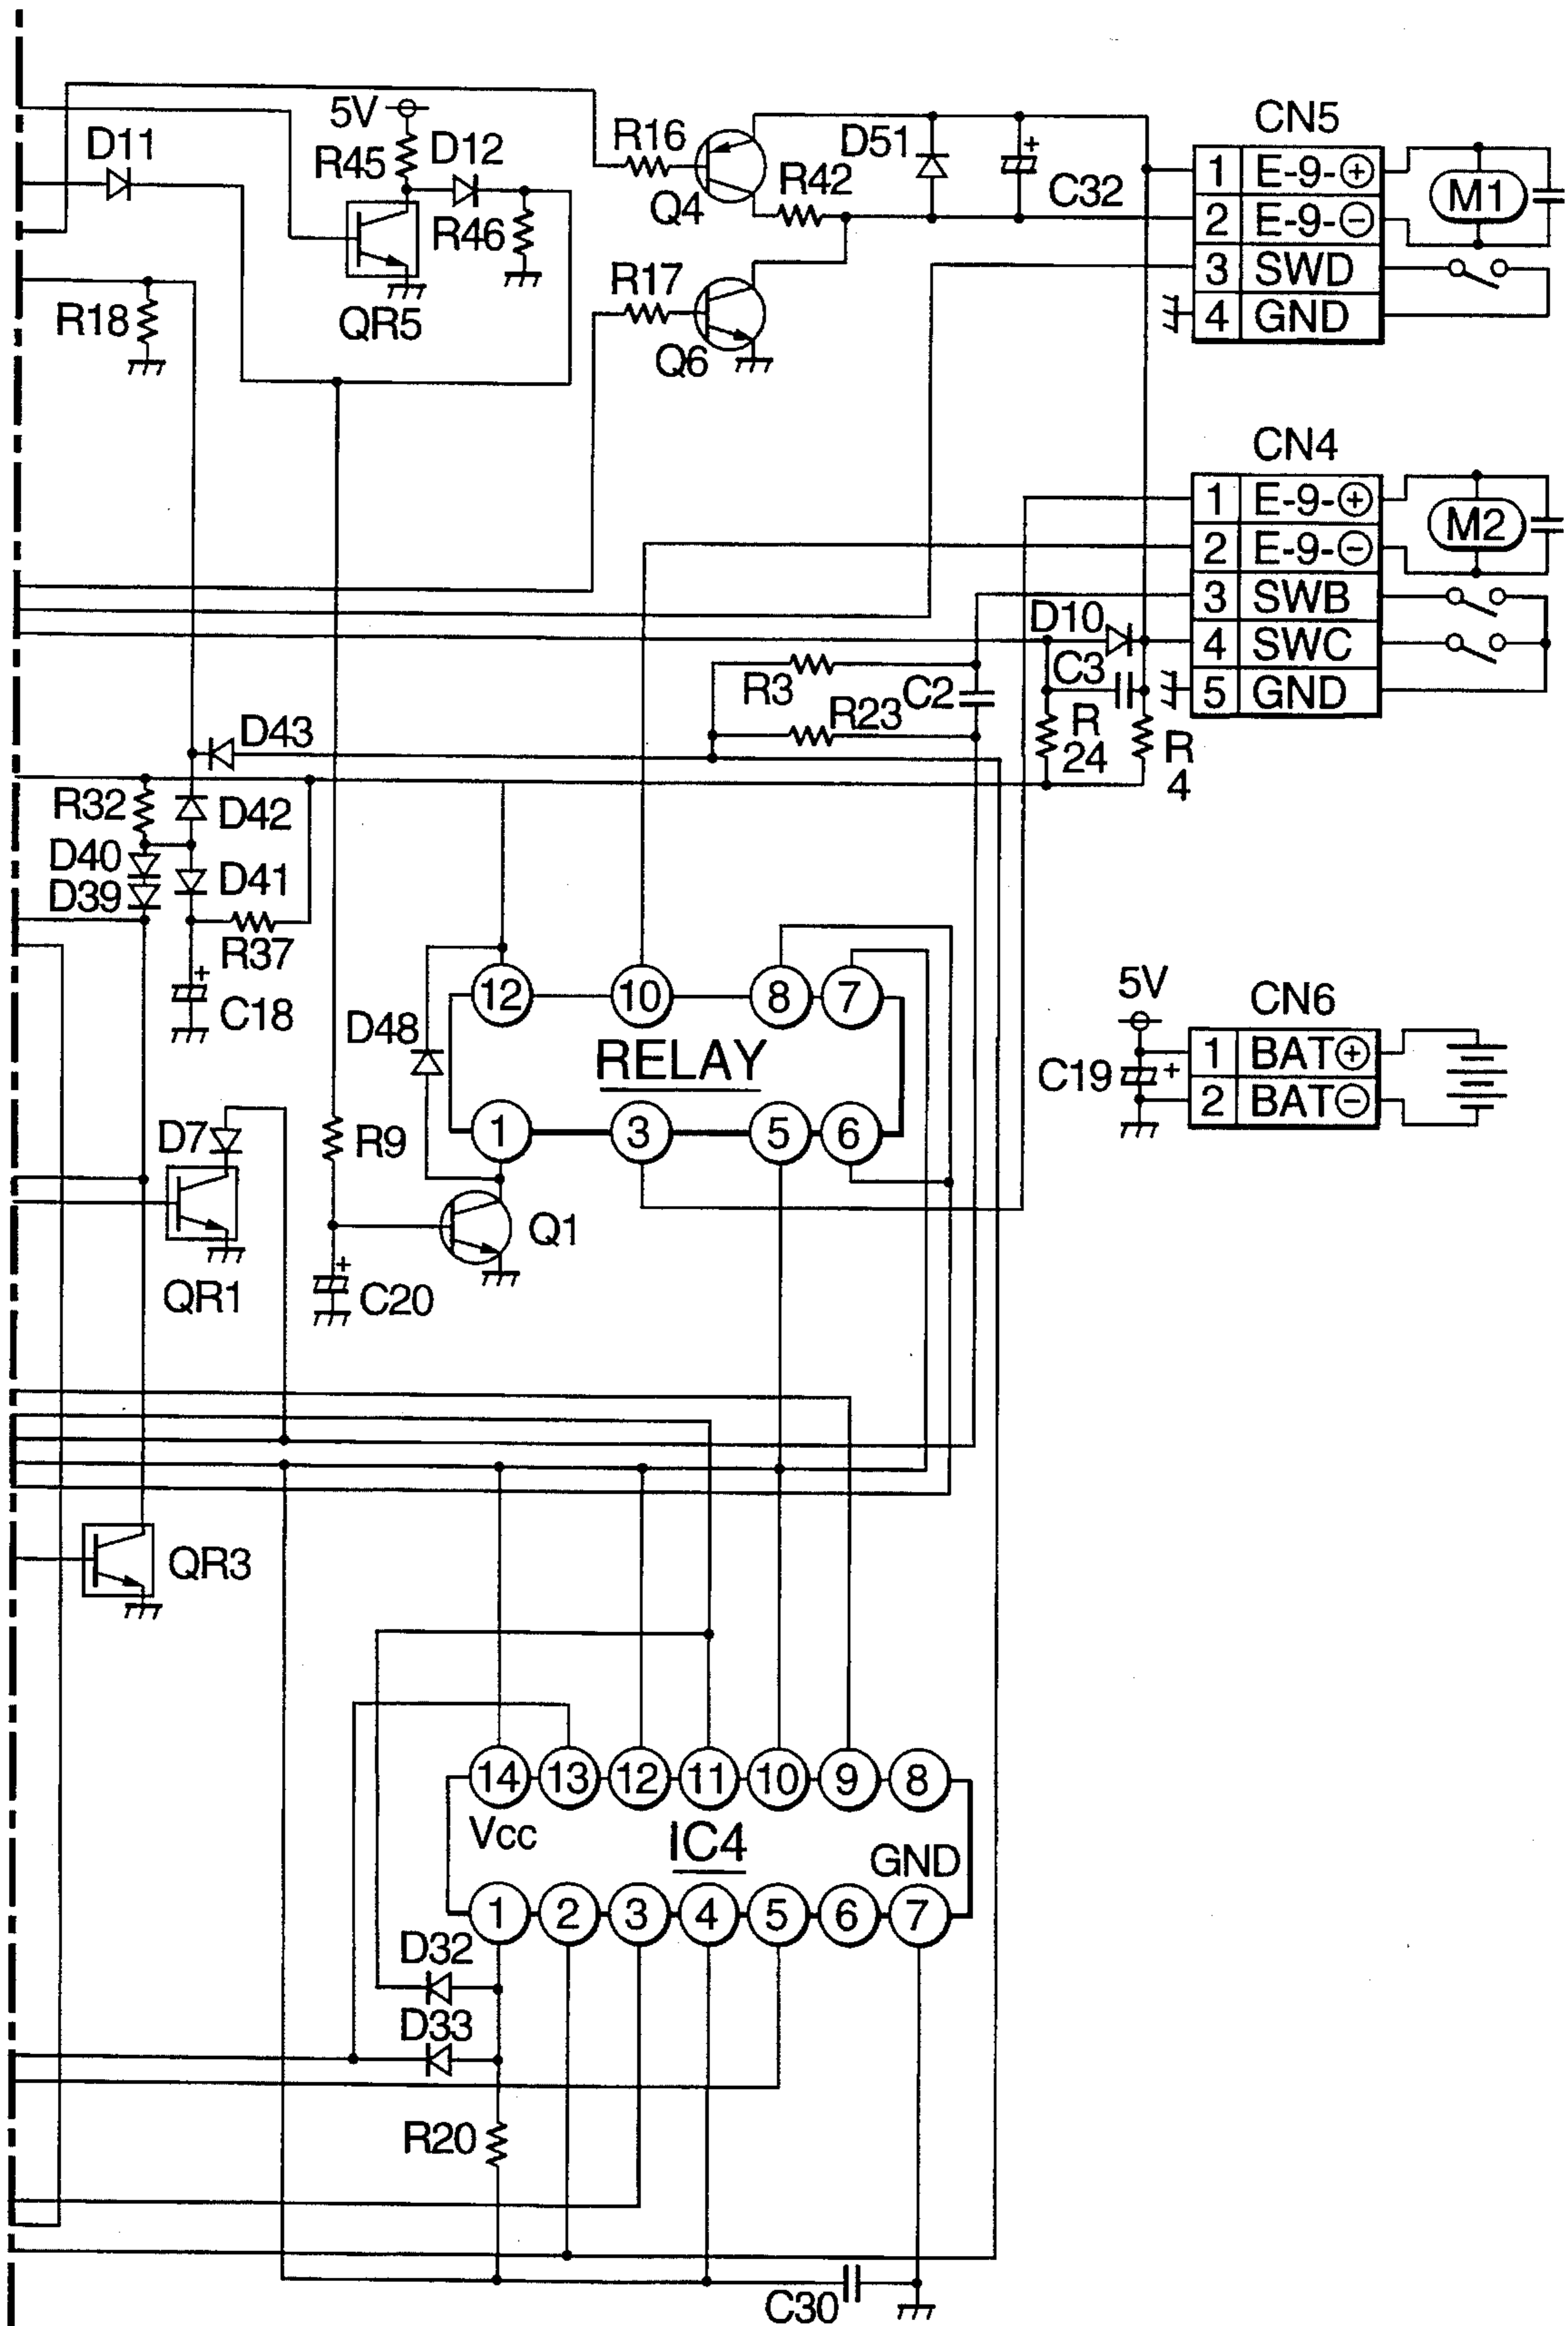 5V
D11
R45
D12
R46
QR5
R18
R16
Q4
R42
D51
C32
R17
Q6
CN5
1 E-9-⊕
2 E-9-⊖
3 SWD
4 GND
M1
CN4
1 E-9-⊕
2 E-9-⊖
3 SWB
4 SWC
5 GND
M2
D10
C3
R3
C2
R23
R
24
R
4
D43
R32
D42
D40
D41
D39
R37
C18
D48
12 10 8 7
RELAY
1 3 5 6
5V
CN6
C19
1 BAT⊕
2 BAT⊖
+
+
+
+
D7
R9
QR1
Q1
C20
QR3
14 13 12 11 10 9 8
Vcc
IC4
GND
1 2 3 4 5 6 7
D32
D33
R20
C30